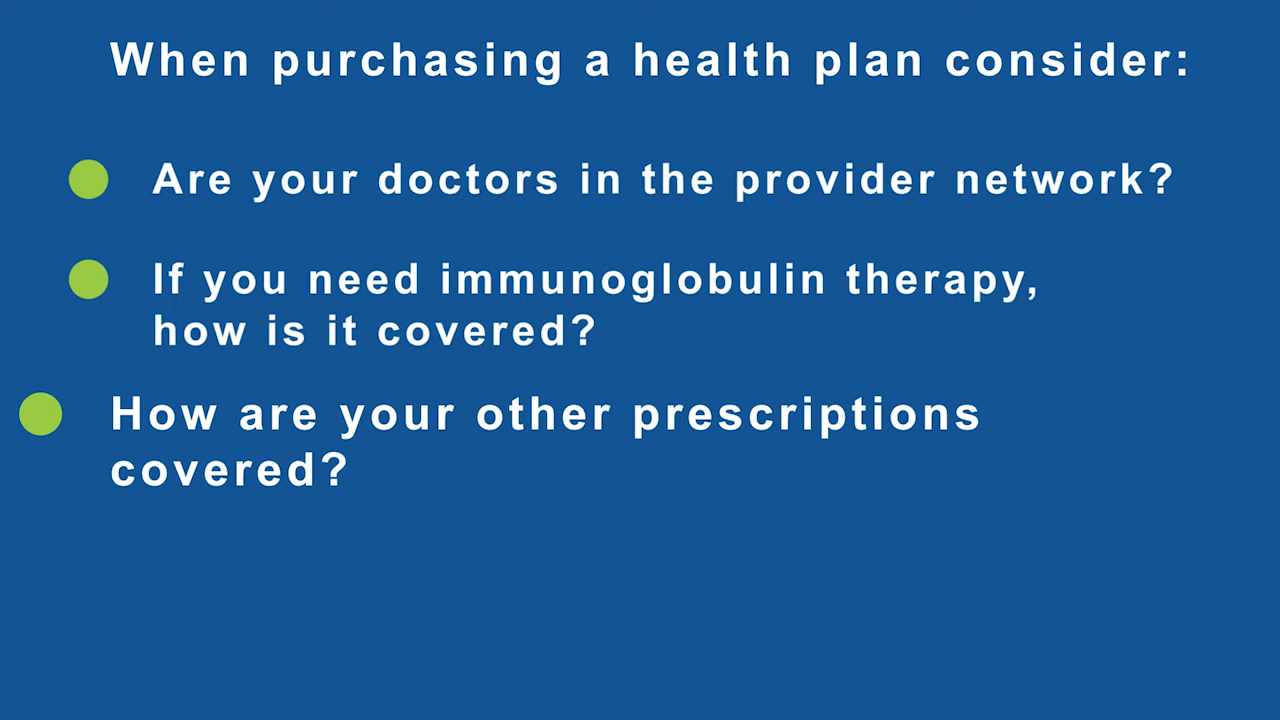 When purchasing a health plan consider:
Are your doctors in the provider network?
If you need immunoglobulin therapy,
how is it covered?
How are your other prescriptions
covered?